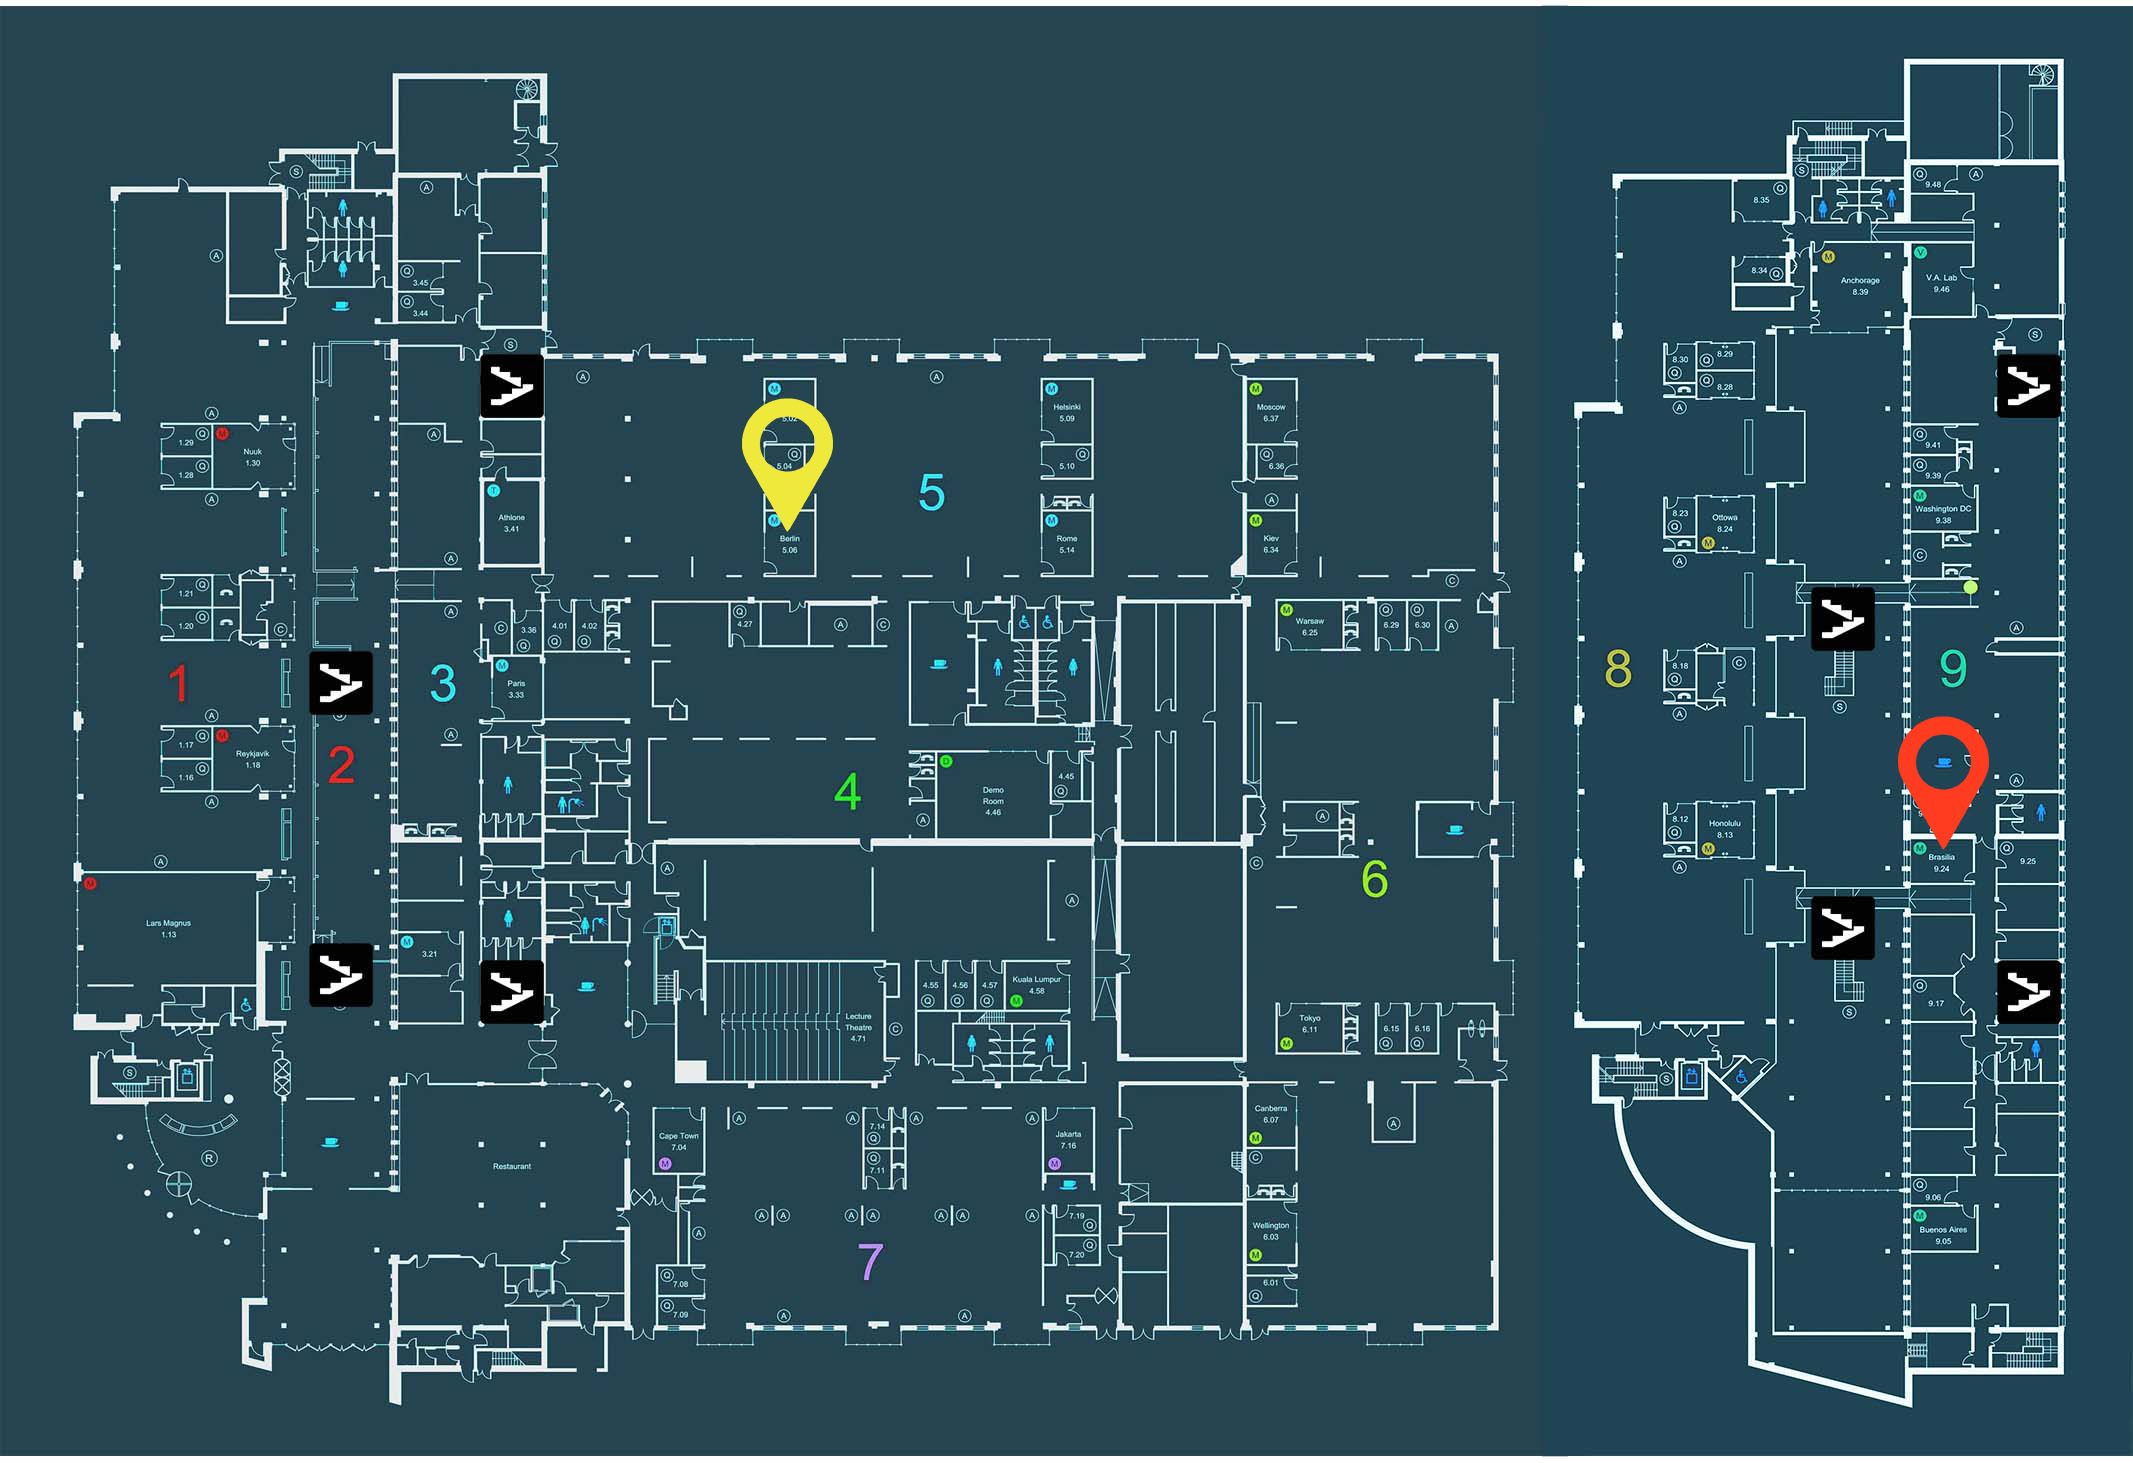 S
A
A
Q
3.45
Q
3.44
S
A
A
A
M
5.02
Q
5.04
M
Berlin
5.06
M
Helsinki
5.09
Q
5.10
M
Rome
5.14
5
M
Moscow
6.37
Q
6.36
A
M
Kiev
6.34
C
A
1.29
Q
M
Nuuk
1.30
1.28
Q
A
A
T
Athlone
3.41
A
1.21
Q
1.20
Q
C
A
C
3.36
Q
4.01
Q
4.02
Q
Q
4.27
A
C
M
Warsaw
6.25
6.29
Q
6.30
Q
A
1
2
3
M
Paris
3.33
A
A
1.17
Q
M
Reykjavik
1.18
1.16
Q
A
A
4
D
Demo
Room
4.46
4.45
Q
A
A
6
C
M
Lars Magnus
1.13
M
3.21
A
A
Lecture
Theatre
4.71
C
4.55
Q
4.56
Q
4.57
Q
Kuala Lumpur
4.58
M
Tokyo
6.11
M
6.15
Q
6.16
Q
S
R
Restaurant
Cape Town
7.04
M
A
A
7.14
Q
Q
7.11
A
A
Jakarta
7.16
M
Canberra
6.07
M
C
A
A
A
A
A
A
A
A
A
7
7.19
Q
Q
7.20
Wellington
6.03
M
6.01
Q
Q
7.08
Q
7.09
A
A
S
8.35
Q
Q
9.48
A
8.34
Q
M
Anchorage
8.39
V
V.A. Lab
9.46
S
8.30
Q
8.29
Q
Q
8.28
A
Q
9.41
Q
9.39
8.23
Q
Ottowa
8.24
M
A
M
Washington DC
9.38
C
A
8
9
8.18
Q
C
A
S
A
8.12
Q
Honolulu
8.13
M
A
M
Brasilia
9.24
Q
9.25
Q
9.17
S
S
Q
9.06
M
Buenos Aires
9.05